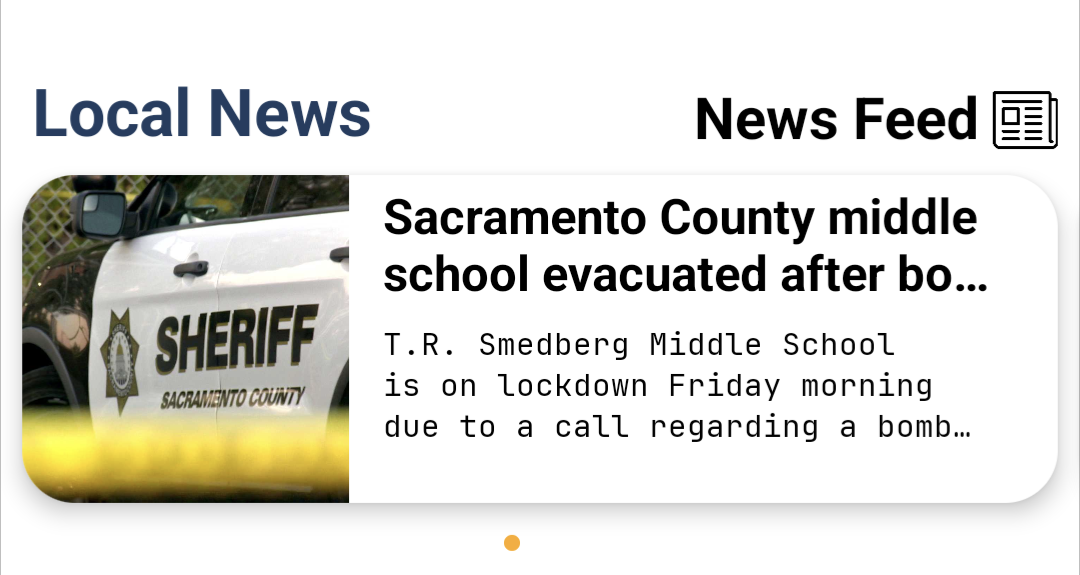 Local News
News Feed
Sacramento County middle
school evacuated after bo…
T.R. Smedberg Middle School
is on lockdown Friday morning
due to a call regarding a bomb…
SHERIFF
SACRAMENTO COUNTY